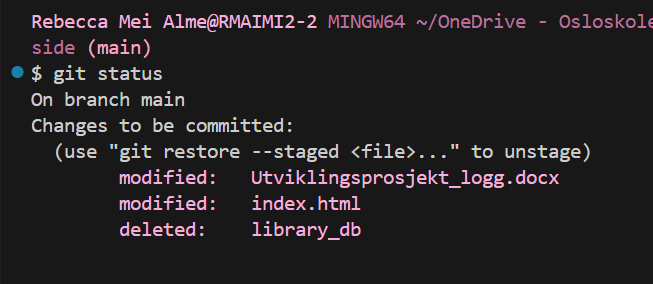 Rebecca Mei Alme@RMAIMI2-2 MINGW64 ~/OneDrive - Osloskole
side (main)
$ git status
On branch main
Changes to be committed:
  (use "git restore --staged <file>..." to unstage)
        modified:   Utviklingsprosjekt_logg.docx
        modified:   index.html
        deleted:    library_db